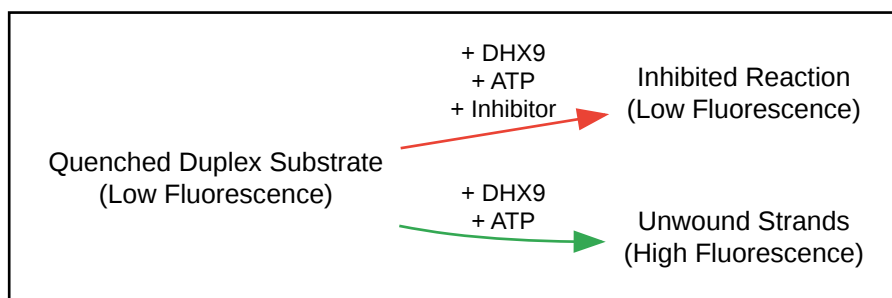 Quenched Duplex Substrate
(Low Fluorescence)
+ DHX9
+ ATP
+ Inhibitor
Inhibited Reaction
(Low Fluorescence)
+ DHX9
+ ATP
Unwound Strands
(High Fluorescence)